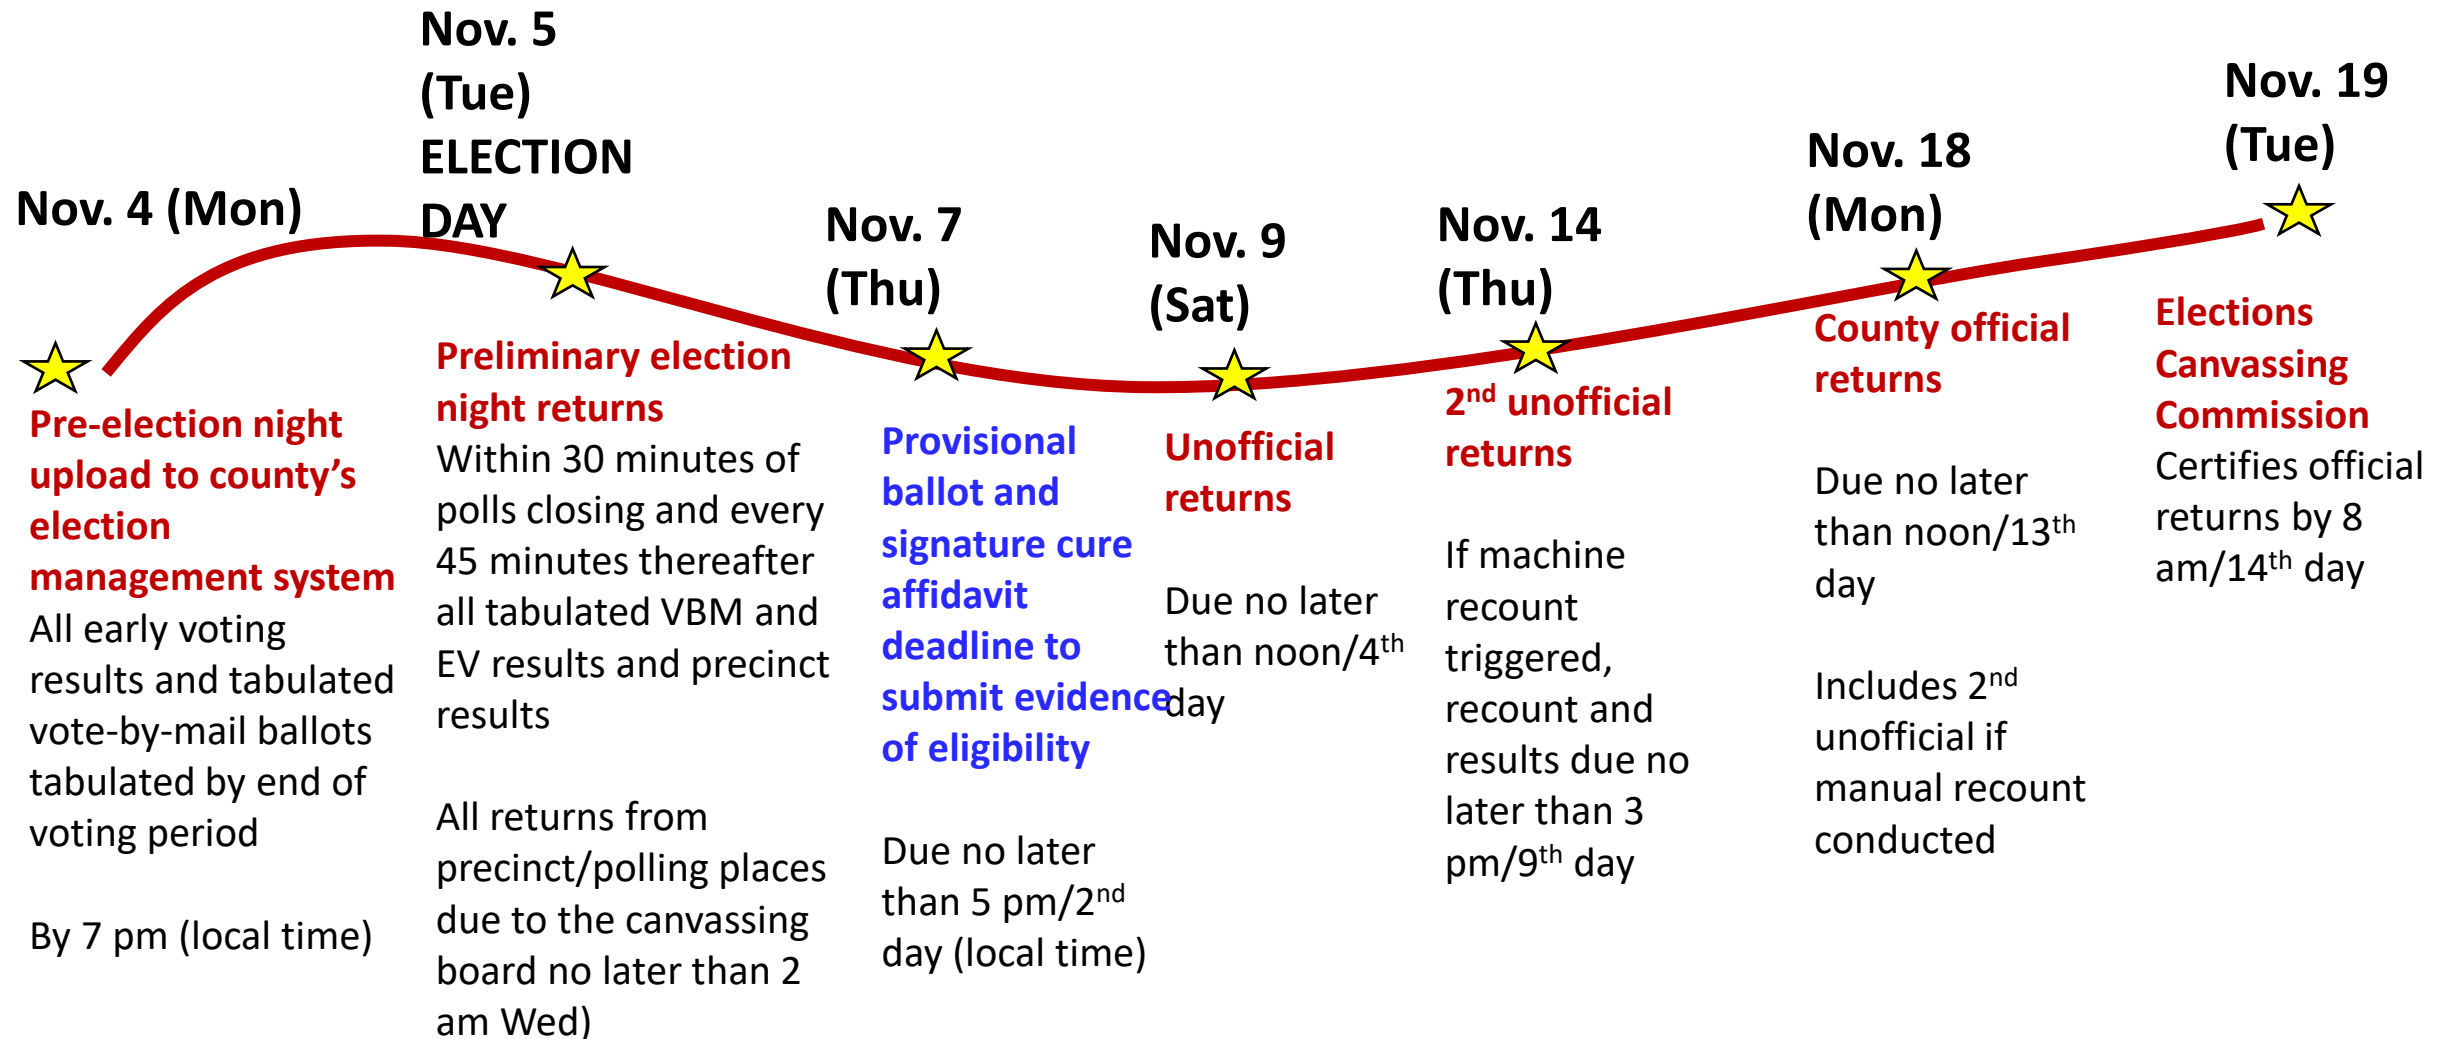 Nov. 4 (Mon)
Pre-election night
upload to county’s
election
management system
All early voting
results and tabulated
vote-by-mail ballots
tabulated by end of
voting period
By 7 pm (local time)
Nov. 5
(Tue)
ELECTION
DAY
Preliminary election
night returns
Within 30 minutes of
polls closing and every
45 minutes thereafter
all tabulated VBM and
EV results and precinct
results
All returns from
precinct/polling places
due to the canvassing
board no later than 2
am Wed)
Nov. 7
(Thu)
Provisional
ballot and
signature cure
affidavit
deadline to
submit evidence
of eligibility
Due no later
than 5 pm/2nd
day (local time)
Nov. 9
(Sat)
Unofficial
returns
Due no later
than noon/4th
day
Nov. 14
(Thu)
2nd unofficial
returns
If machine
recount
triggered,
recount and
results due no
later than 3
pm/9th day
Nov. 18
(Mon)
County official
returns
Due no later
than noon/13th
day
Includes 2nd
unofficial if
manual recount
conducted
Nov. 19
(Tue)
Elections
Canvassing
Commission
Certifies official
returns by 8
am/14th day